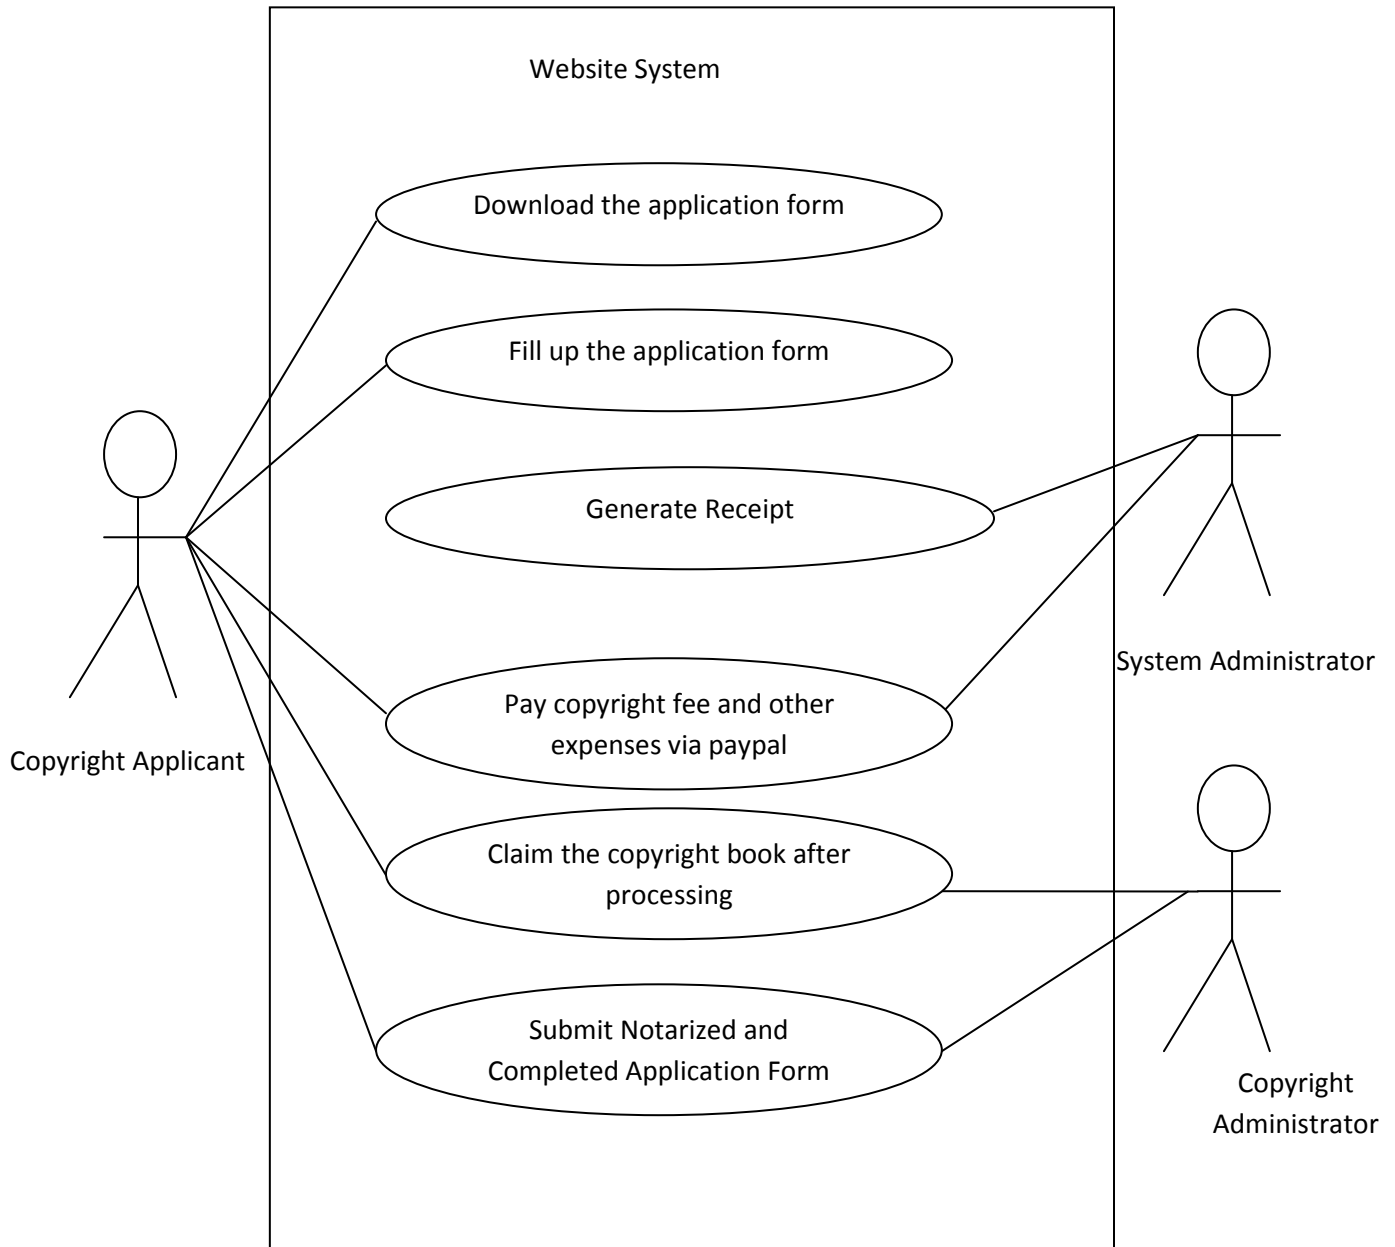 Website System
Download the application form
Fill up the application form
Generate Receipt
System Administrator
Pay copyright fee and other
expenses via paypal
Copyright Applicant
Claim the copyright book after
processing
Submit Notarized and
Completed Application Form
Copyright
Administrator